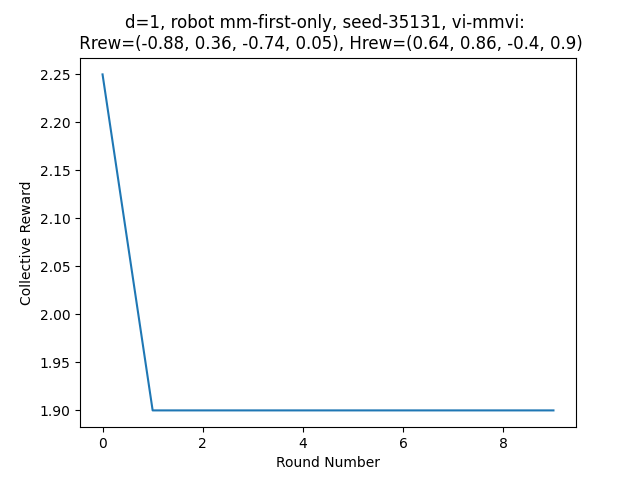 d=1, robot mm-first-only, seed-35131, vi-mmvi:
Rrew=(-0.88, 0.36, -0.74, 0.05), Hrew=(0.64, 0.86, -0.4, 0.9)
2.25
2.20
2.15
2.10
2.05
2.00
1.95
1.90
Collective Reward
0 2 4 6 8
Round Number